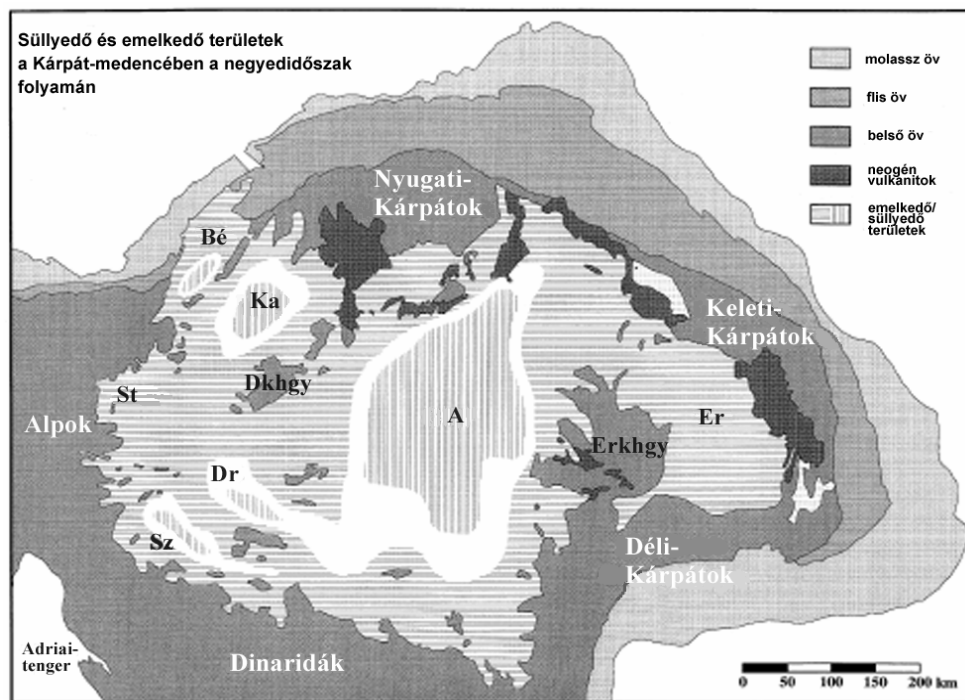 Süllyedő és emelkedő területek
a Kárpát-medencében a negyedidőszak
folyamán
molassz öv
flis öv
belső öv
neogén
vulkanitok
emelkedő/
süllyedő
területek
Nyugati-
Kárpátok
Bé
Ka
Keleti-
Kárpátok
Dkhgy
St
Alpok
A
Er
Erkhgy
Dr
Sz
Déli-
Kárpátok
Adriai-
tenger
Dinaridák
0 50 100 150 200 km